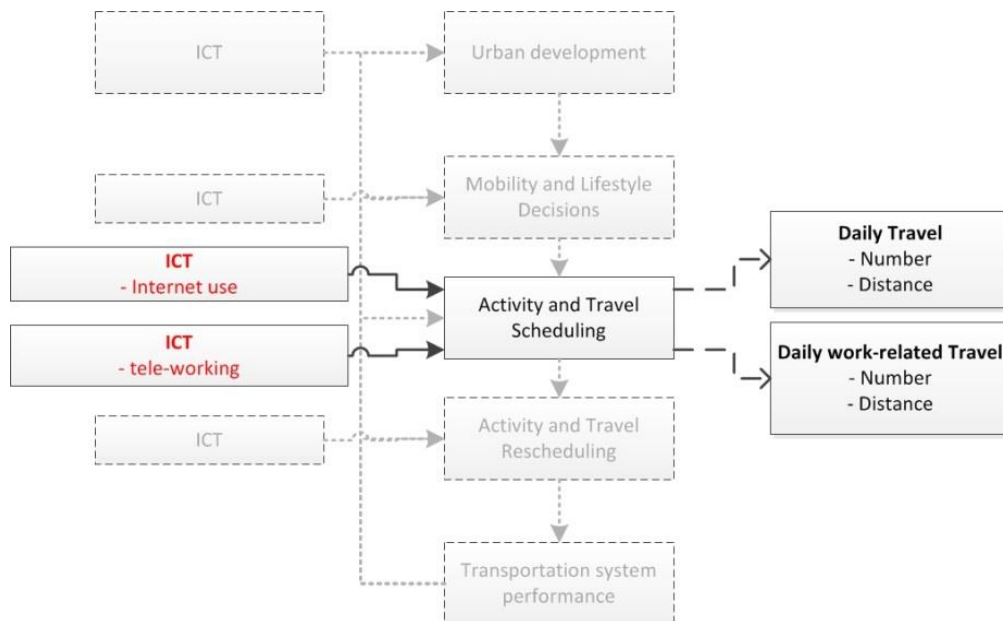 ICT
Urban development
ICT
Mobility and Lifestyle
Decisions
ICT
- Internet use
Activity and Travel
Scheduling
Daily Travel
- Number
- Distance
ICT
- tele-working
Daily work-related Travel
- Number
- Distance
ICT
Activity and Travel
Rescheduling
Transportation system
performance